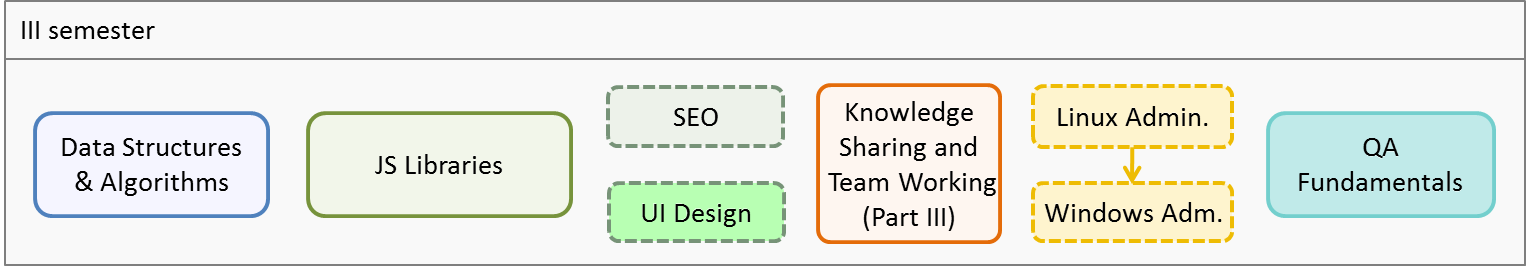 III semester
Data Structures
& Algorithms
JS Libraries
SEO
UI Design
Knowledge
Sharing and
Team Working
(Part III)
Linux Admin.
Windows Adm.
QA
Fundamentals